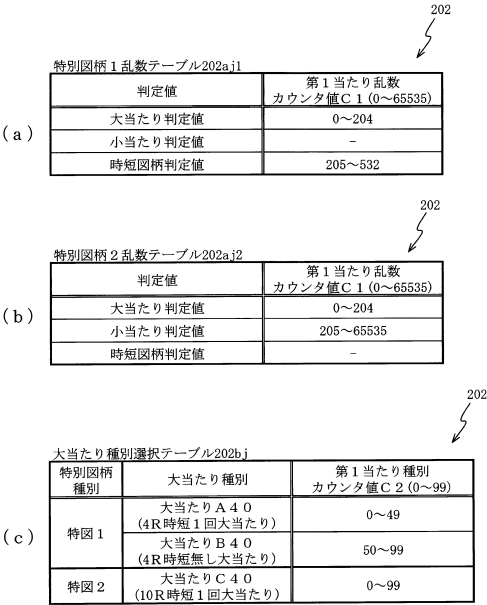 202
特別図柄1乱数テーブル202aj1
(a)
判定値
第1当たり乱数
カウンタ値C1(0~65535)
大当たり判定値
0~204
小当たり判定値
-
時短図柄判定値
205~532
202
特別図柄2乱数テーブル202aj2
(b)
判定値
第1当たり乱数
カウンタ値C1(0~65535)
大当たり判定値
0~204
小当たり判定値
205~65535
時短図柄判定値
-
202
大当たり種別選択テーブル202bj
(c)
特別図柄
種別
大当たり種別
第1当たり種別
カウンタ値C2(0~99)
特図1
大当たりA40
(4R時短1回大当たり)
0~49
大当たりB40
(4R時短無し大当たり)
50~99
特図2
大当たりC40
(10R時短1回大当たり)
0~99